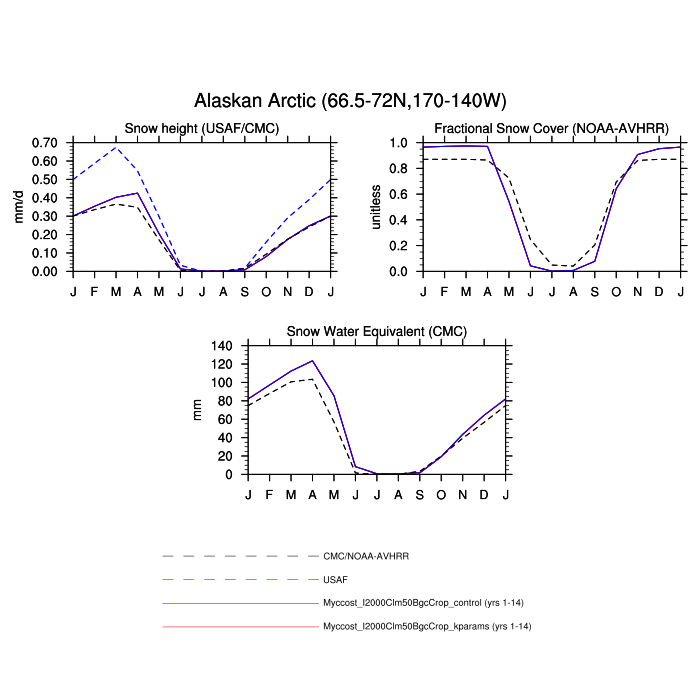 Alaskan Arctic (66.5-72N,170-140W)
Snow height (USAF/CMC)
0.70
0.60
0.50
0.40
0.30
0.20
0.10
0.00
mm/d
J F M A M J J A S O N D J
Fractional Snow Cover (NOAA-AVHRR)
1.0
0.8
0.6
0.4
0.2
0.0
unitless
J F M A M J J A S O N D J
Snow Water Equivalent (CMC)
140
120
100
80
60
40
20
0
mm
J F M A M J J A S O N D J
CMC/NOAA-AVHRR
USAF
Myccost_I2000Clm50BgcCrop_control (yrs 1-14)
Myccost_I2000Clm50BgcCrop_kparams (yrs 1-14)